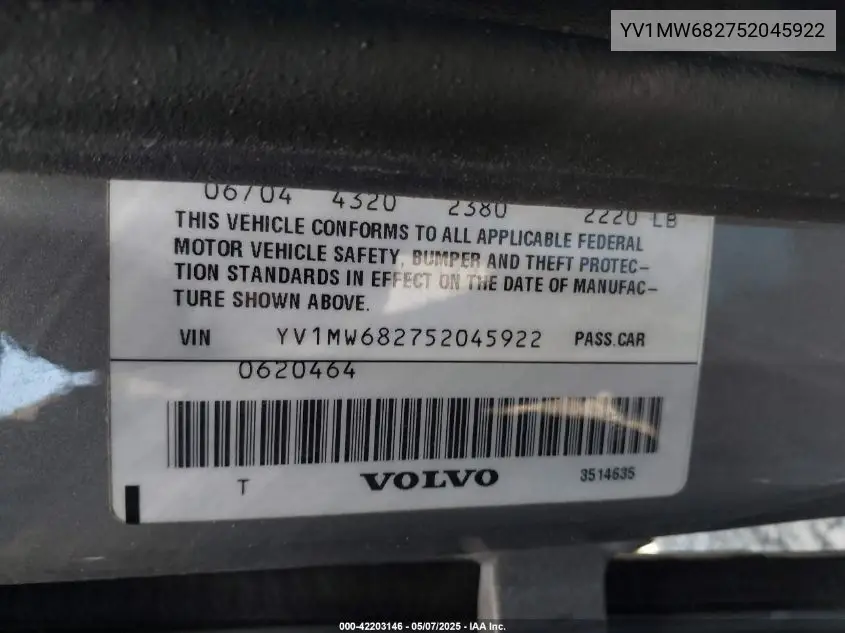 YV1MW682752045922
06/04 4320 2380 2220 LB
THIS VEHICLE CONFORMS TO ALL APPLICABLE FEDERAL
MOTOR VEHICLE SAFETY, BUMPER AND THEFT PROTEC-
TION STANDARDS IN EFFECT ON THE DATE OF MANUFAC-
TURE SHOWN ABOVE.
VIN YV1MW682752045922 PASS.CAR
0620464
T VOLVO 3514635
000-42203146 - 05/07/2025 - IAA Inc.